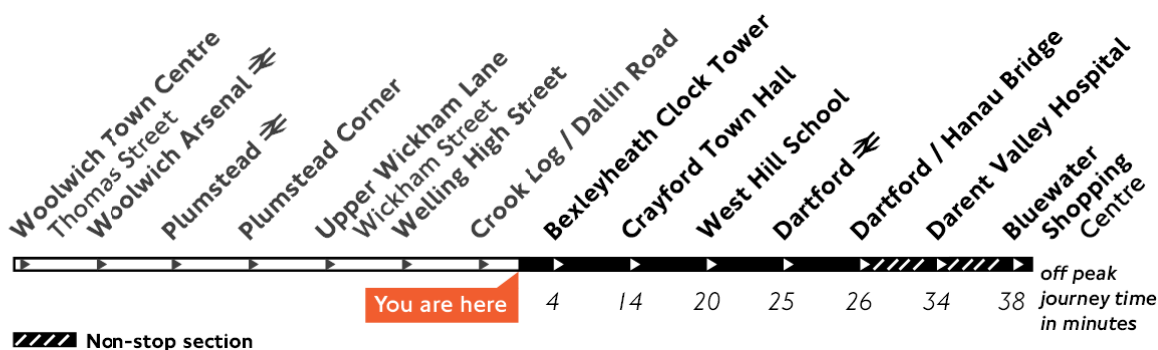 Woolwich Town Centre
Thomas Street
Woolwich Arsenal
Plumstead
Plumstead Corner
Upper Wickham Lane
Wickham Street
Welling High Street
Crook Log / Dallin Road
Bexleyheath Clock Tower
Crayford Town Hall
West Hill School
Dartford
Dartford / Hanau Bridge
Darent Valley Hospital
Bluewater
Shopping
Centre
You are here
4 14 20 25 26 34 38
off peak
journey time
in minutes
Non-stop section